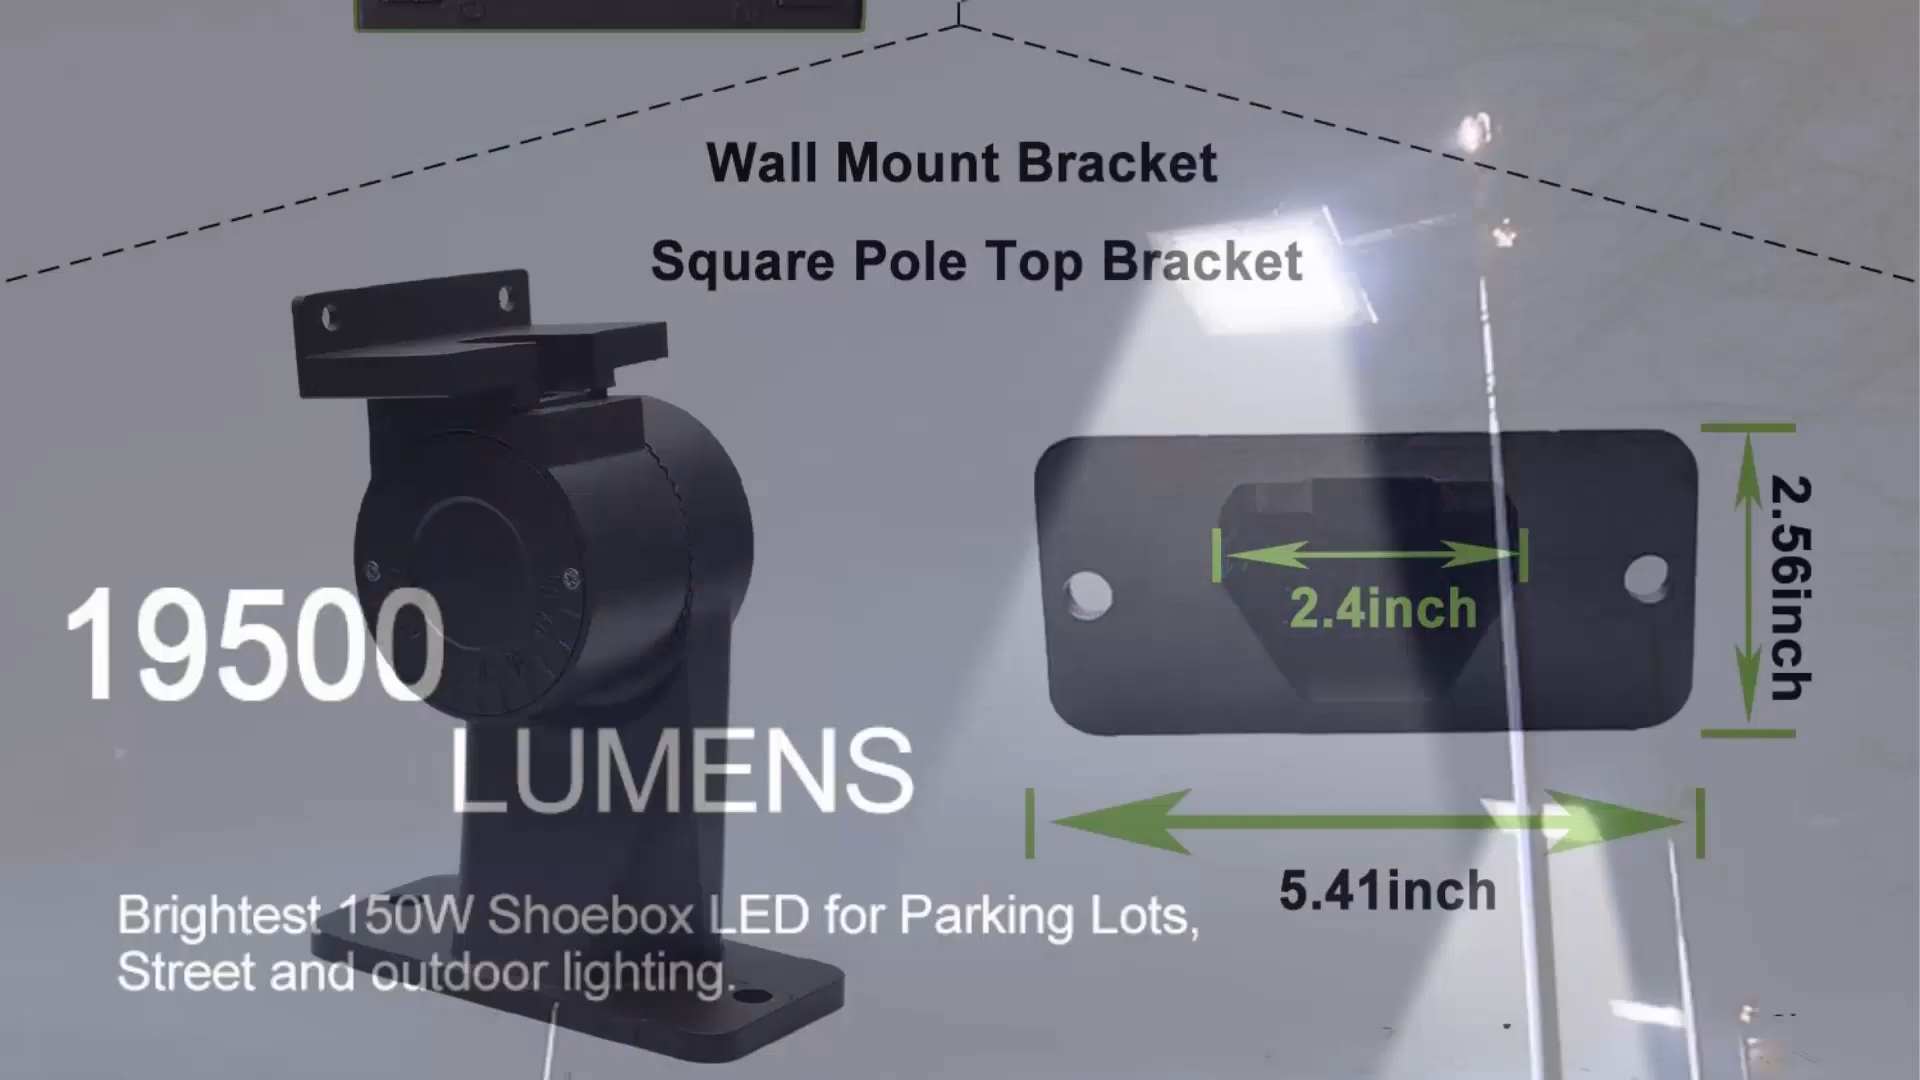 Wall Mount Bracket
Square Pole Top Bracket
2.56inch
2.4inch
19500
LUMENS
5.41inch
Brightest 150W Shoebox LED for Parking Lots,
Street and outdoor lighting.